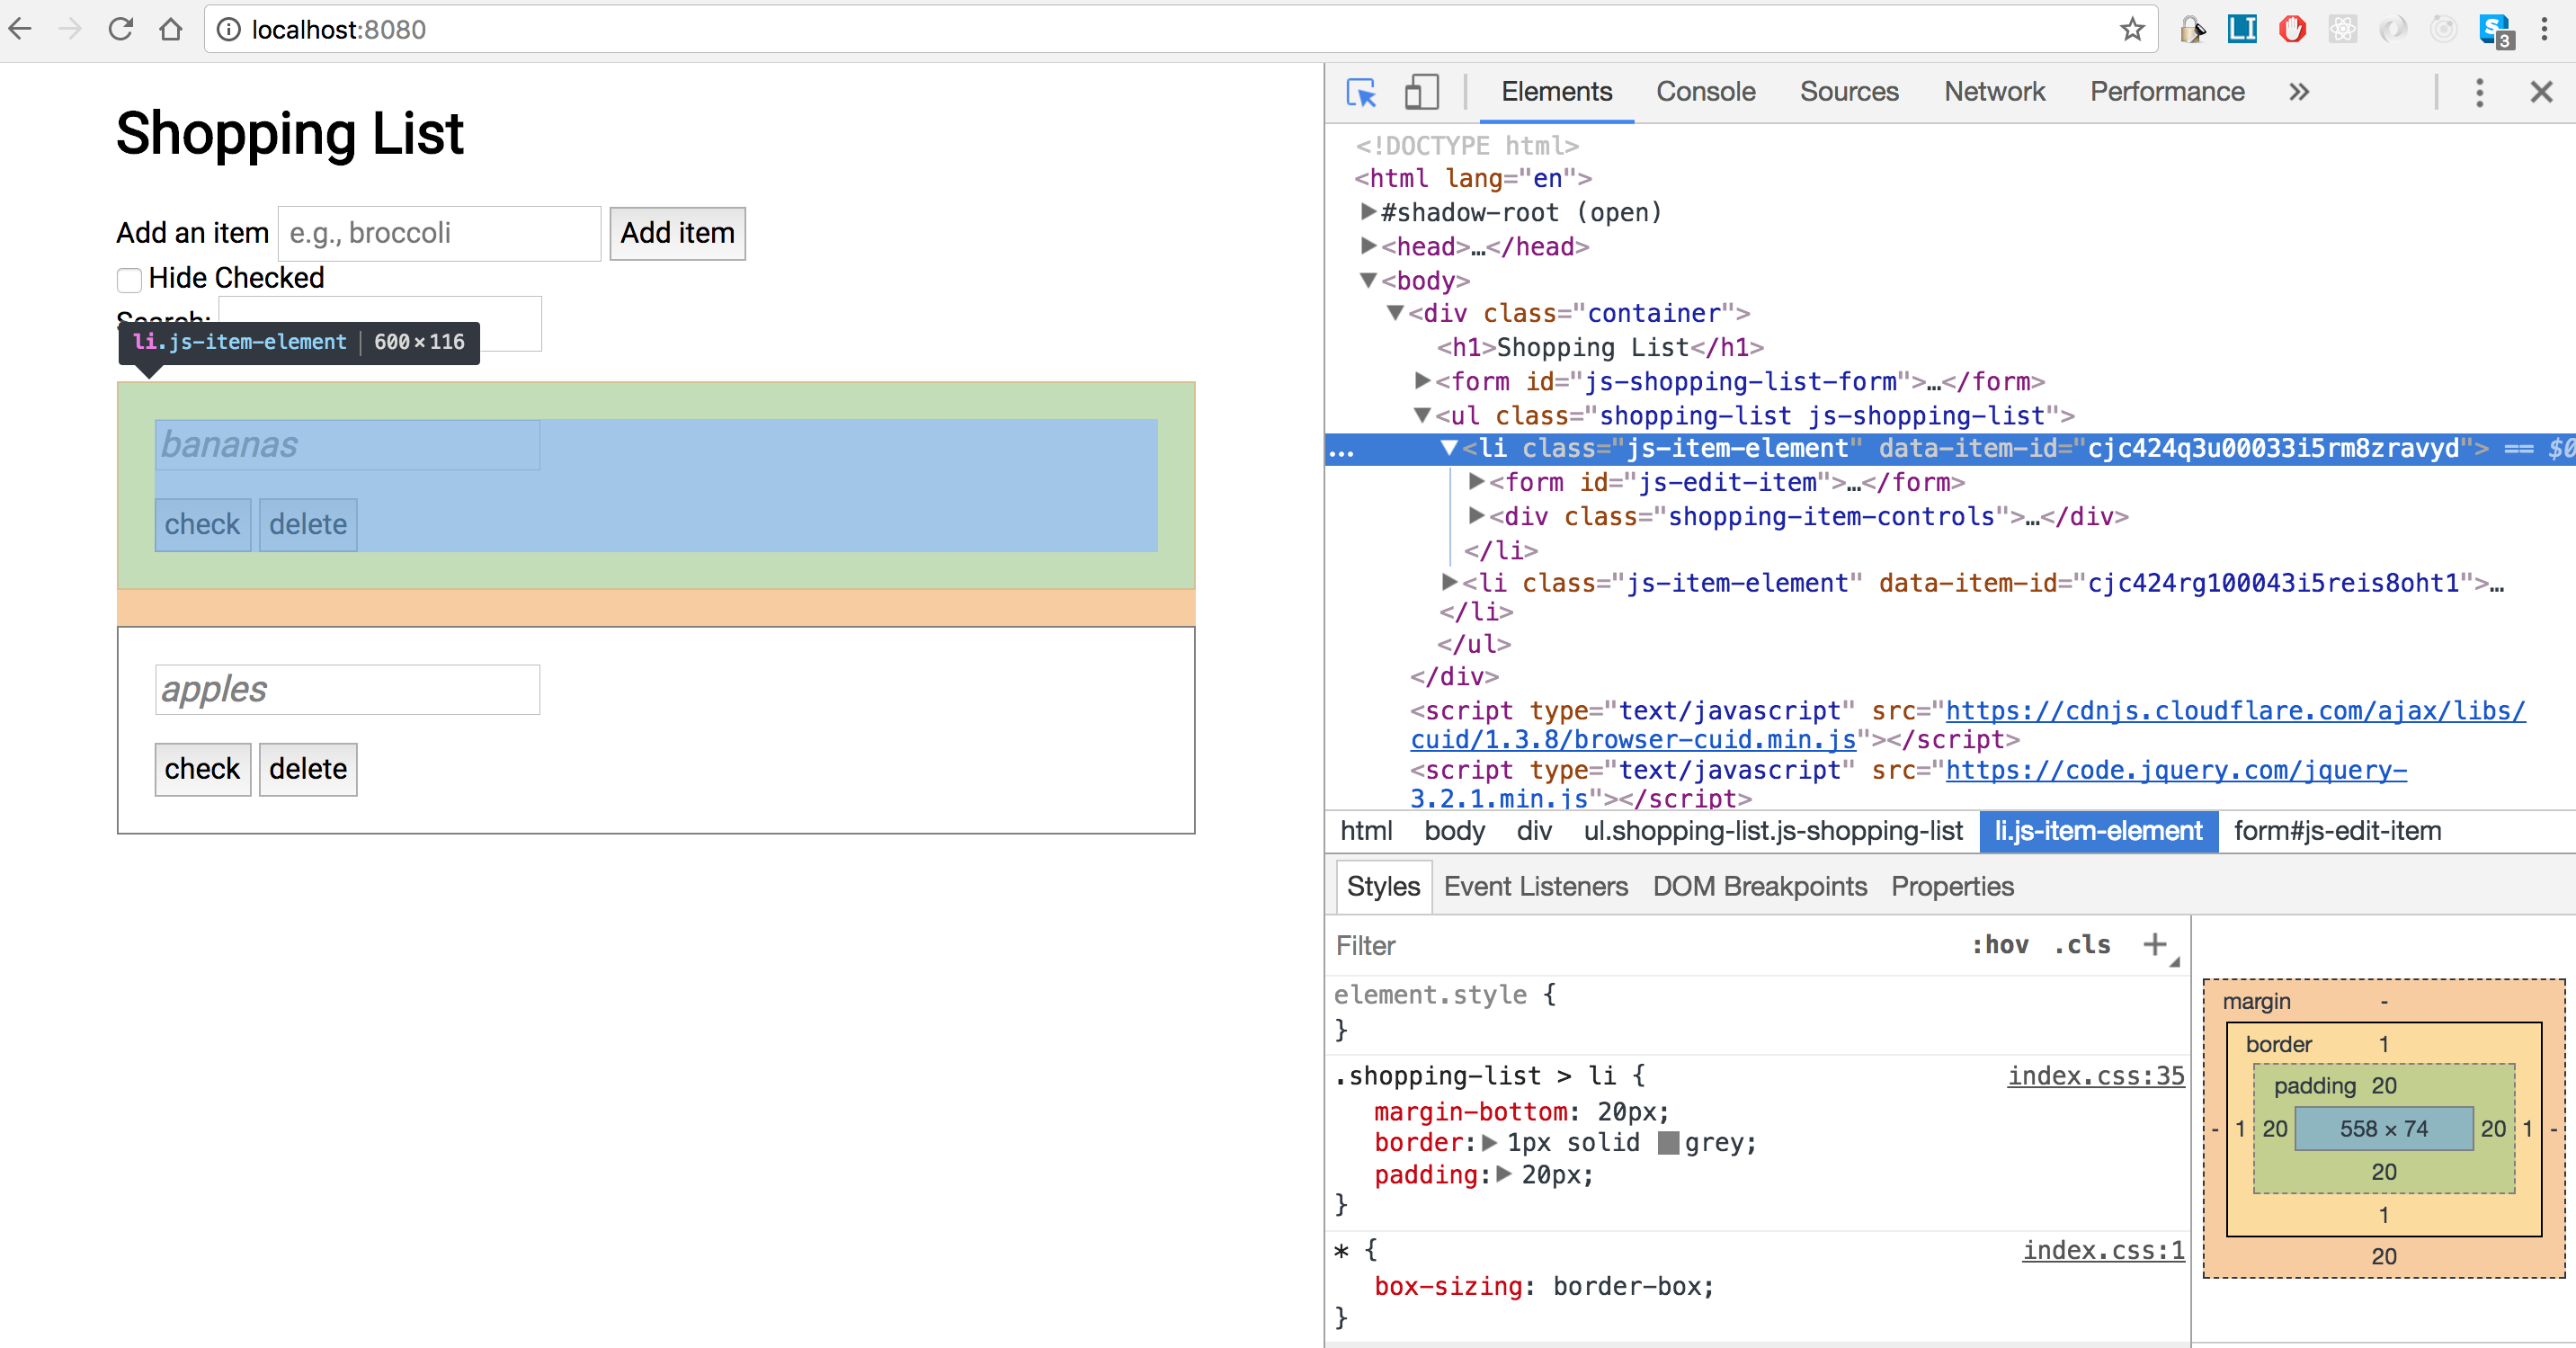 localhost:8080
LI
S
3
Shopping List
Add an item e.g., broccoli Add item
Hide Checked
Search:
li.js-item-element 600 × 116
bananas
check delete
apples
check delete
Elements Console Sources Network Performance »
<!DOCTYPE html>
<html lang="en">
#shadow-root (open)
<head>…</head>
<body>
<div class="container">
<h1>Shopping List</h1>
<form id="js-shopping-list-form">…</form>
<ul class="shopping-list js-shopping-list">
… <li class="js-item-element" data-item-id="cjc424q3u00033i5rm8zravyd"> == $0
<form id="js-edit-item">…</form>
<div class="shopping-item-controls">…</div>
</li>
<li class="js-item-element" data-item-id="cjc424rg100043i5reis8oht1">…
</li>
</ul>
</div>
<script type="text/javascript" src="https://cdnjs.cloudflare.com/ajax/libs/
cuid/1.3.8/browser-cuid.min.js"></script>
<script type="text/javascript" src="https://code.jquery.com/jquery-
3.2.1.min.js"></script>
html body div ul.shopping-list.js-shopping-list li.js-item-element form#js-edit-item
Styles Event Listeners DOM Breakpoints Properties
Filter :hov .cls +
element.style {
}
.shopping-list > li { index.css:35
margin-bottom: 20px;
border: 1px solid grey;
padding: 20px;
}
* { index.css:1
box-sizing: border-box;
}
margin -
border 1
padding 20
- 1 20 558 × 74 20 1 -
20
1
20